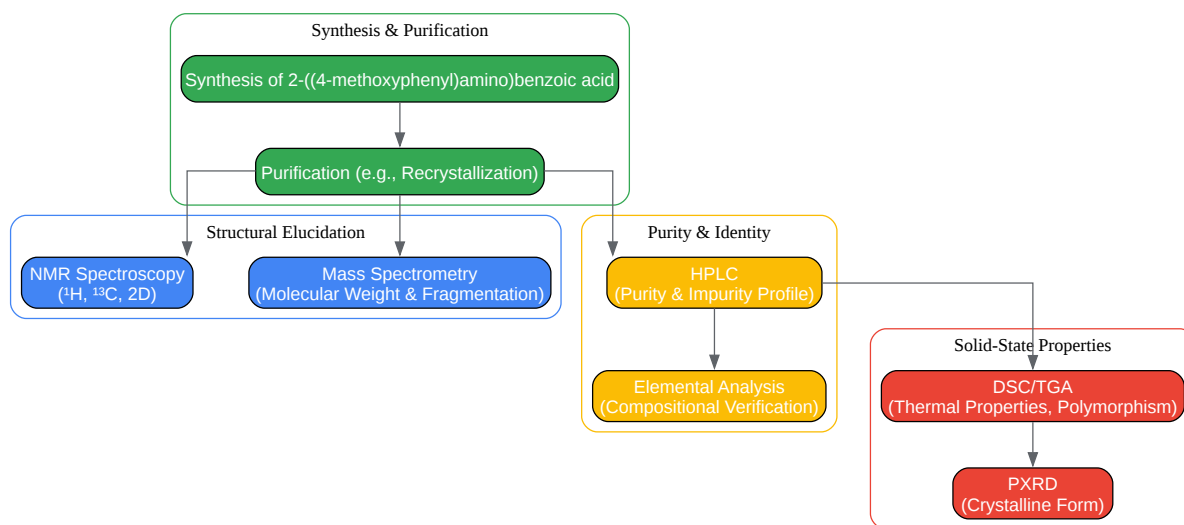 Synthesis & Purification
Synthesis of 2-((4-methoxyphenyl)amino)benzoic acid
Purification (e.g., Recrystallization)
Structural Elucidation
NMR Spectroscopy
(¹H, ¹³C, 2D)
Mass Spectrometry
(Molecular Weight & Fragmentation)
Purity & Identity
HPLC
(Purity & Impurity Profile)
Elemental Analysis
(Compositional Verification)
Solid-State Properties
DSC/TGA
(Thermal Properties, Polymorphism)
PXRD
(Crystalline Form)